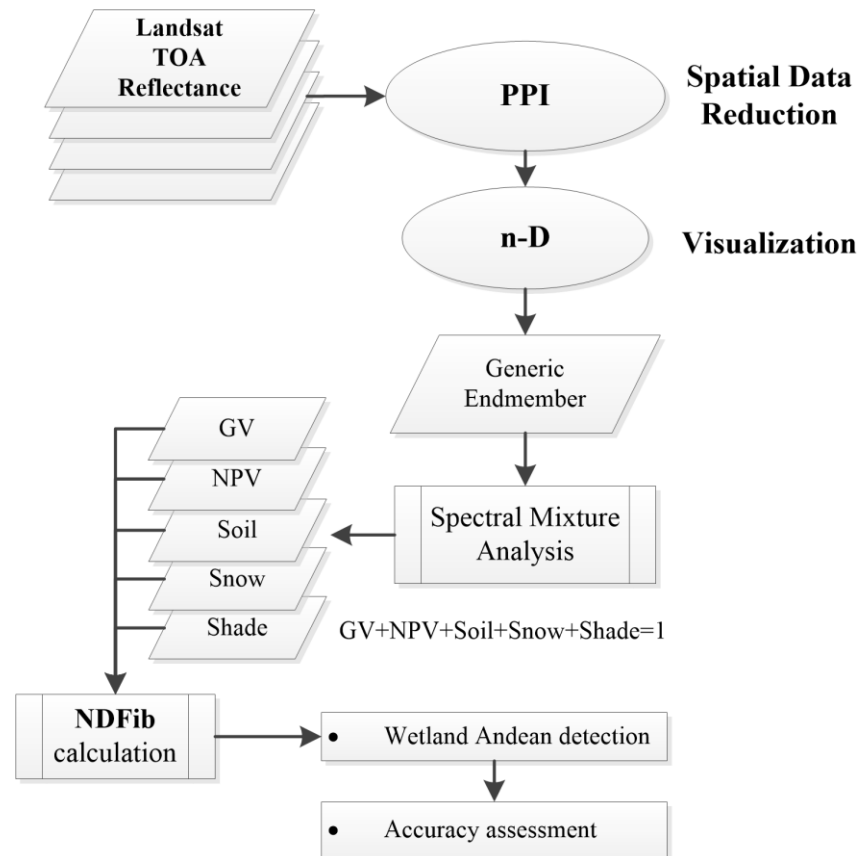 Landsat
TOA
Reflectance
PPI
Spatial Data
Reduction
n-D
Visualization
Generic
Endmember
GV
NPV
Soil
Snow
Shade
Spectral Mixture
Analysis
GV+NPV+Soil+Snow+Shade=1
NDFib
calculation
• Wetland Andean detection
• Accuracy assessment